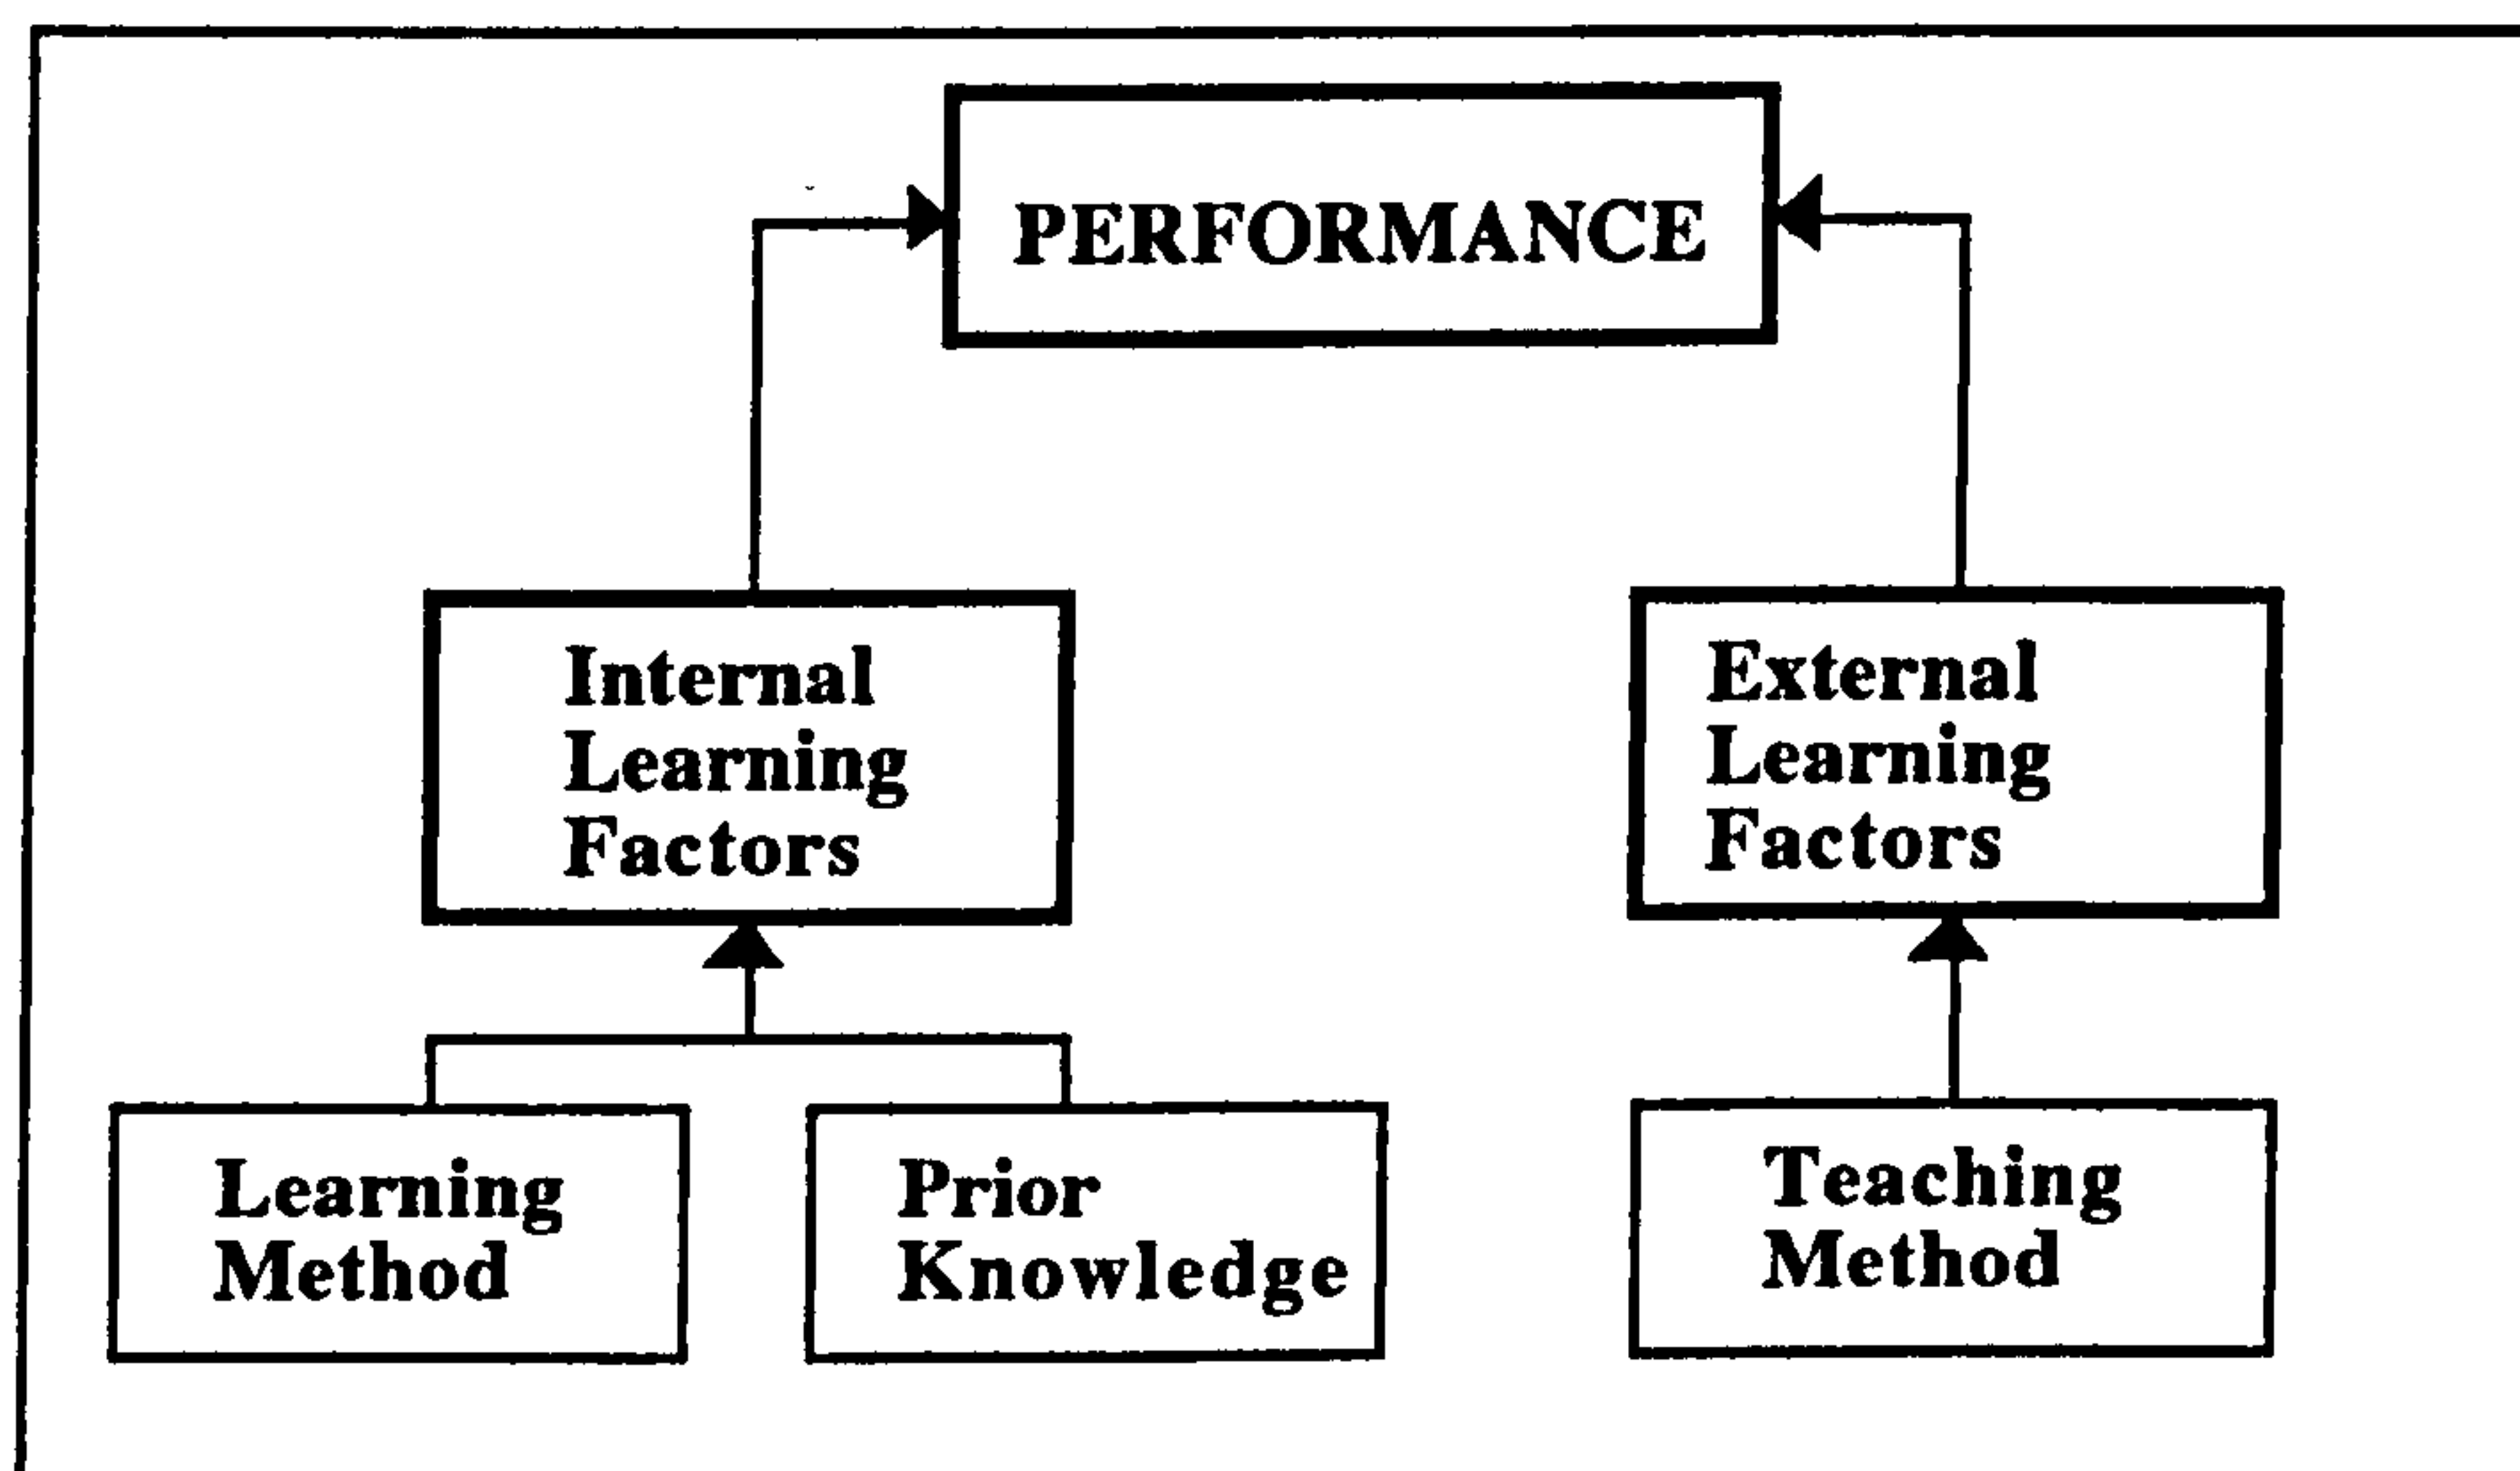 PERFORMANCE
Internal
Learning
Factors
External
Learning
Factors
Learning
Method
Prior
Knowledge
Teaching
Method